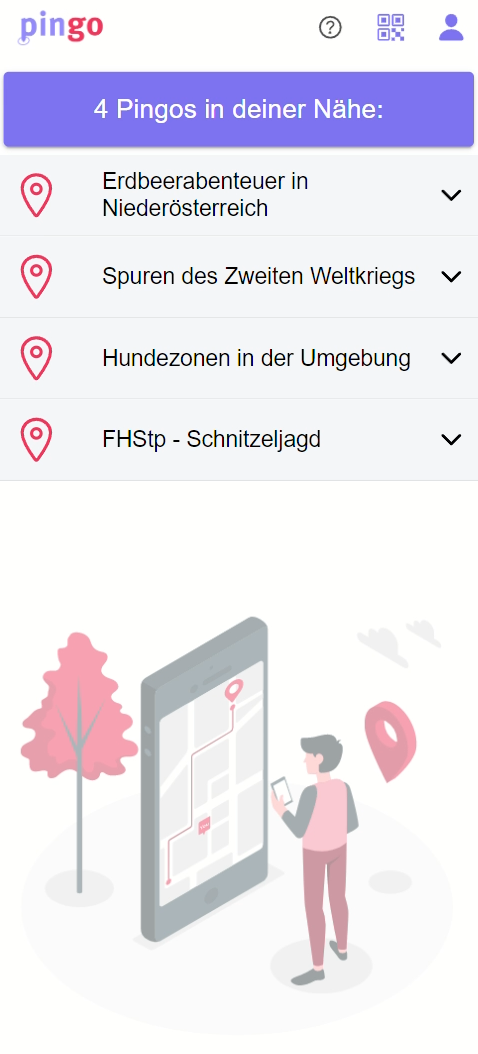 pingo
4 Pingos in deiner Nähe:
Erdbeerabenteuer in
Niederösterreich
Spuren des Zweiten Weltkriegs
Hundezonen in der Umgebung
FHStp - Schnitzeljagd